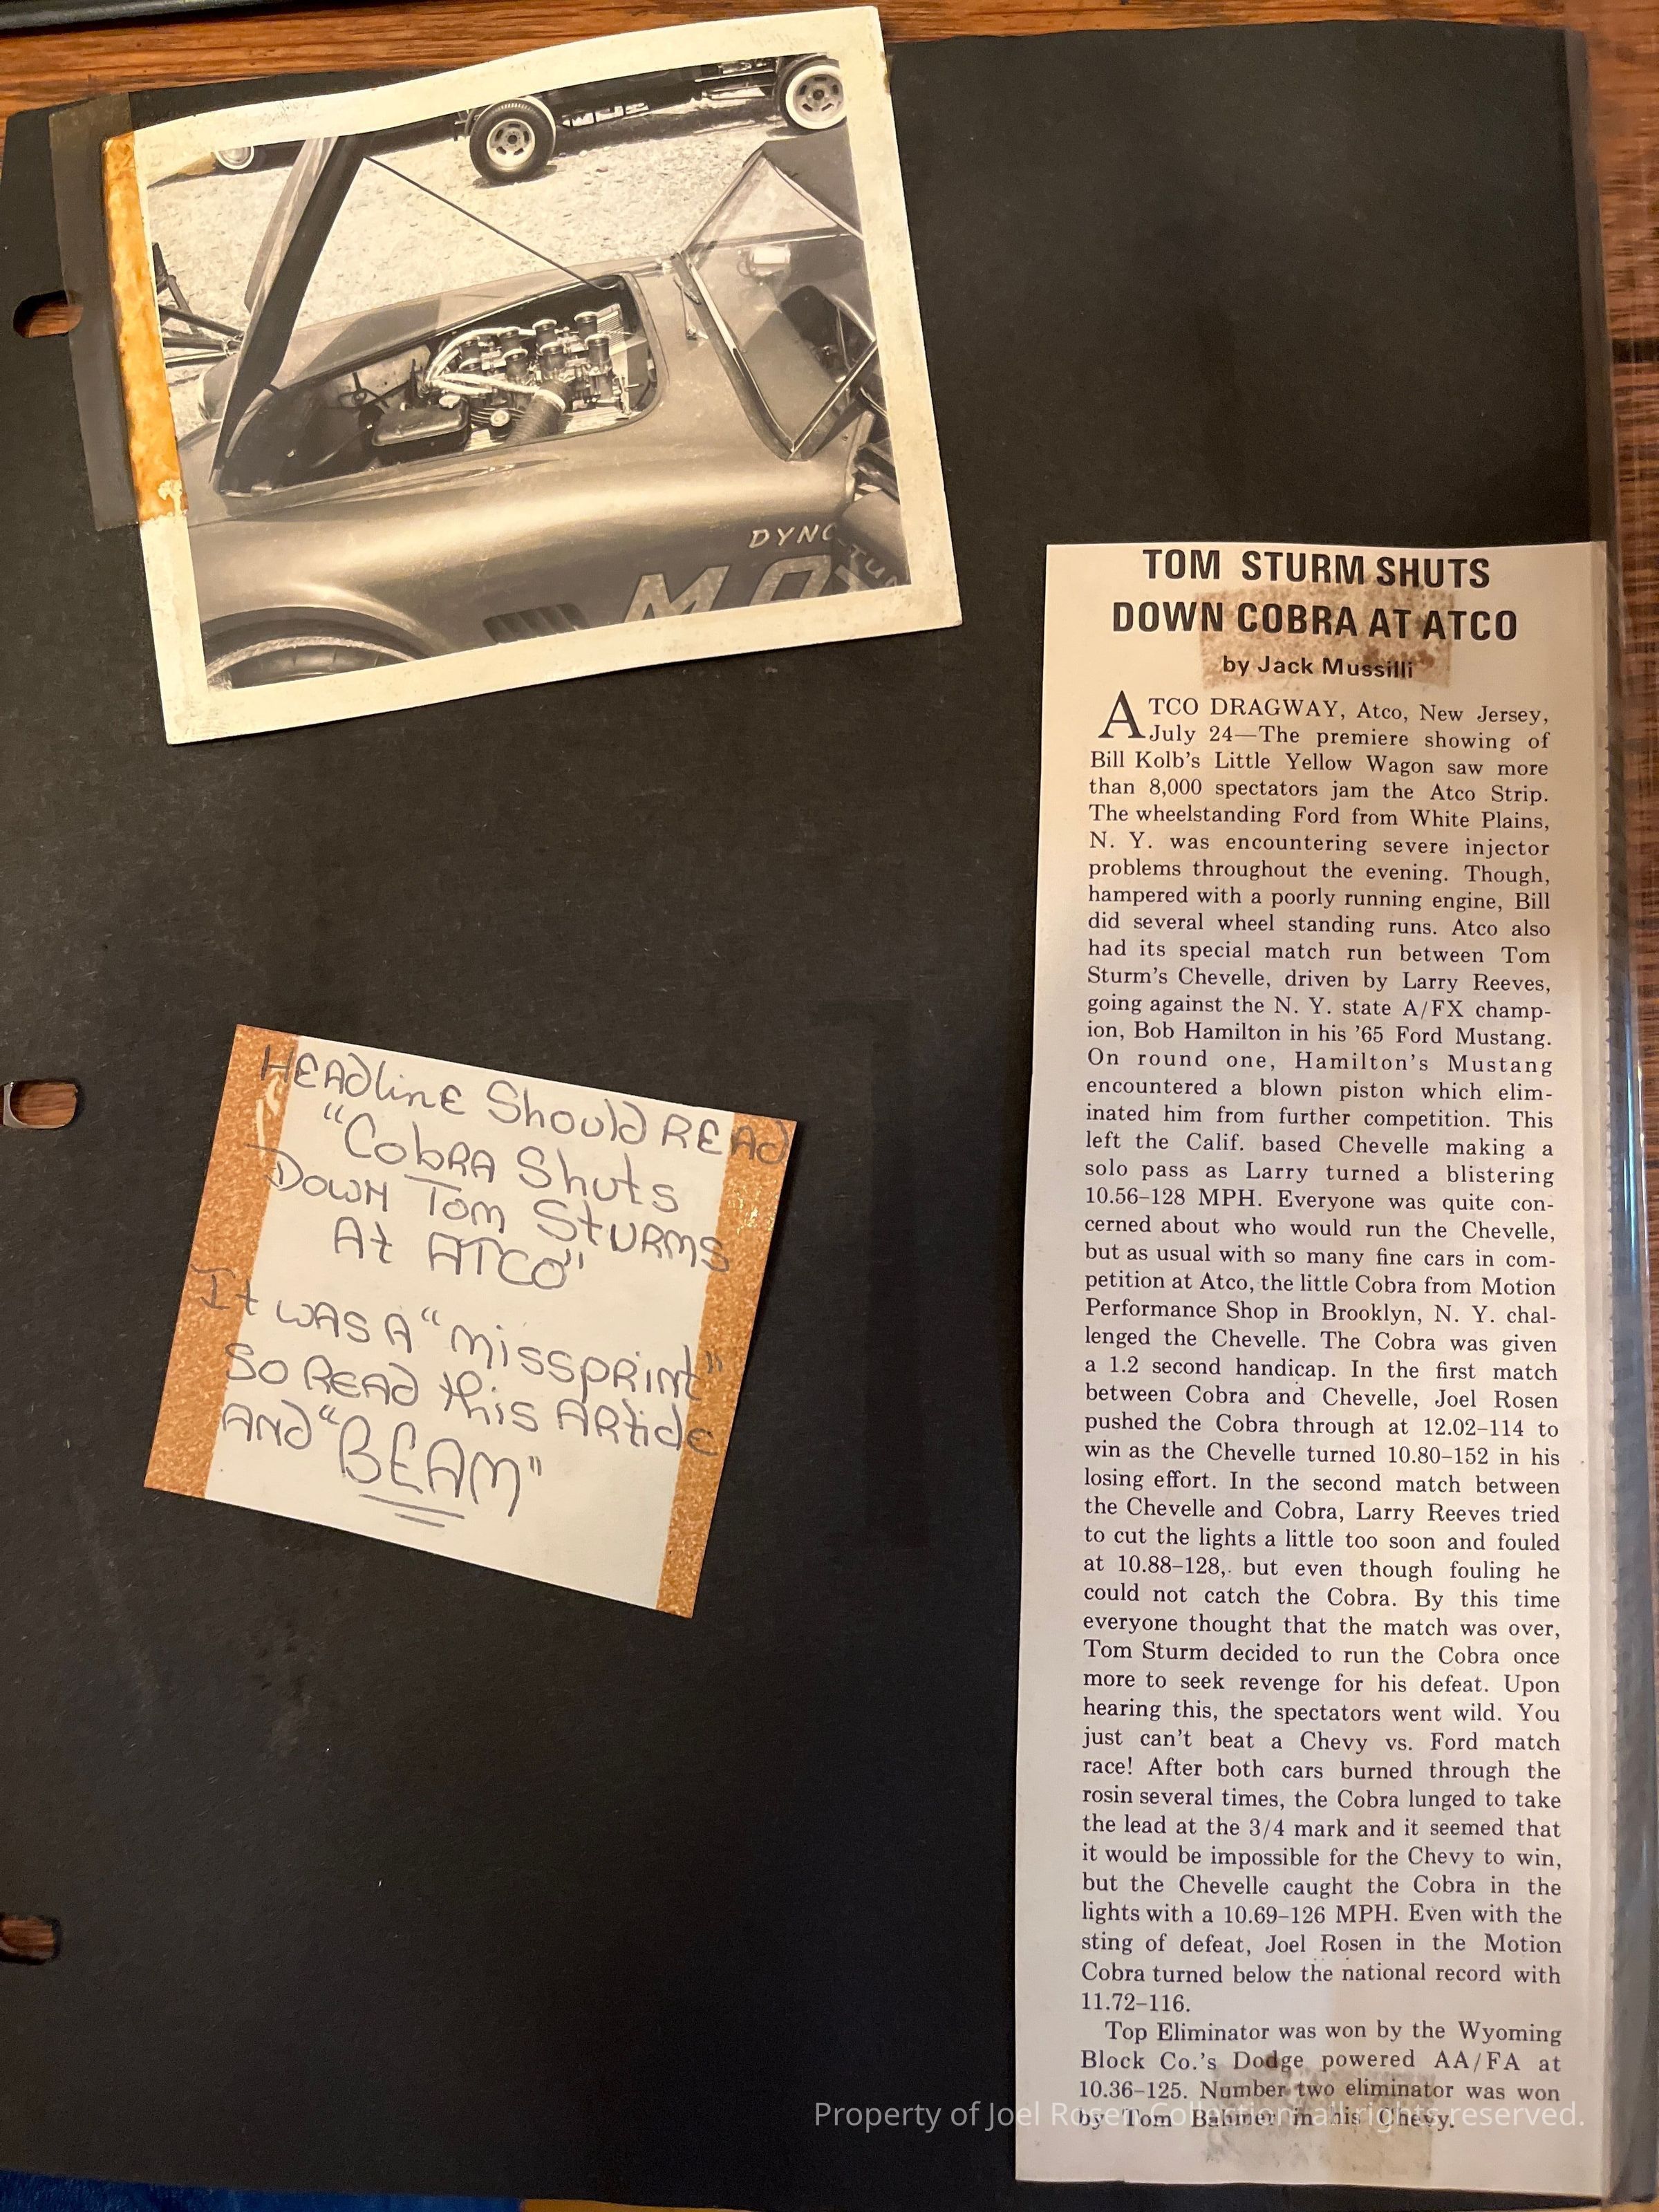 DYNO-TUN
MOT
TOM STURM SHUTS
DOWN COBRA AT ATCO
by Jack Mussilli
ATCO DRAGWAY, Atco, New Jersey,
July 24—The premiere showing of
Bill Kolb's Little Yellow Wagon saw more
than 8,000 spectators jam the Atco Strip.
The wheelstanding Ford from White Plains,
N. Y. was encountering severe injector
problems throughout the evening. Though,
hampered with a poorly running engine, Bill
did several wheel standing runs. Atco also
had its special match run between Tom
Sturm's Chevelle, driven by Larry Reeves,
going against the N. Y. state A/FX champ-
ion, Bob Hamilton in his '65 Ford Mustang.
On round one, Hamilton's Mustang
encountered a blown piston which elim-
inated him from further competition. This
left the Calif. based Chevelle making a
solo pass as Larry turned a blistering
10.56–128 MPH. Everyone was quite con-
cerned about who would run the Chevelle,
but as usual with so many fine cars in com-
petition at Atco, the little Cobra from Motion
Performance Shop in Brooklyn, N. Y. chal-
lenged the Chevelle. The Cobra was given
a 1.2 second handicap. In the first match
between Cobra and Chevelle, Joel Rosen
pushed the Cobra through at 12.02–114 to
win as the Chevelle turned 10.80–152 in his
losing effort. In the second match between
the Chevelle and Cobra, Larry Reeves tried
to cut the lights a little too soon and fouled
at 10.88–128, but even though fouling he
could not catch the Cobra. By this time
everyone thought that the match was over,
Tom Sturm decided to run the Cobra once
more to seek revenge for his defeat. Upon
hearing this, the spectators went wild. You
just can't beat a Chevy vs. Ford match
race! After both cars burned through the
rosin several times, the Cobra lunged to take
the lead at the 3/4 mark and it seemed that
it would be impossible for the Chevy to win,
but the Chevelle caught the Cobra in the
lights with a 10.69–126 MPH. Even with the
sting of defeat, Joel Rosen in the Motion
Cobra turned below the national record with
11.72–116.
Top Eliminator was won by the Wyoming
Block Co.'s Dodge powered AA/FA at
10.36–125. Number two eliminator was won
by Tom Bahmer in his Chevy.
HEAdlinE Should REAd
"CobRA Shuts
Down Tom StURMS
At ATCO"
It WAS A "missPRint"
So REAd this ARticle
And "BEAM"
Property of Joel Rosen Collection, all rights reserved.